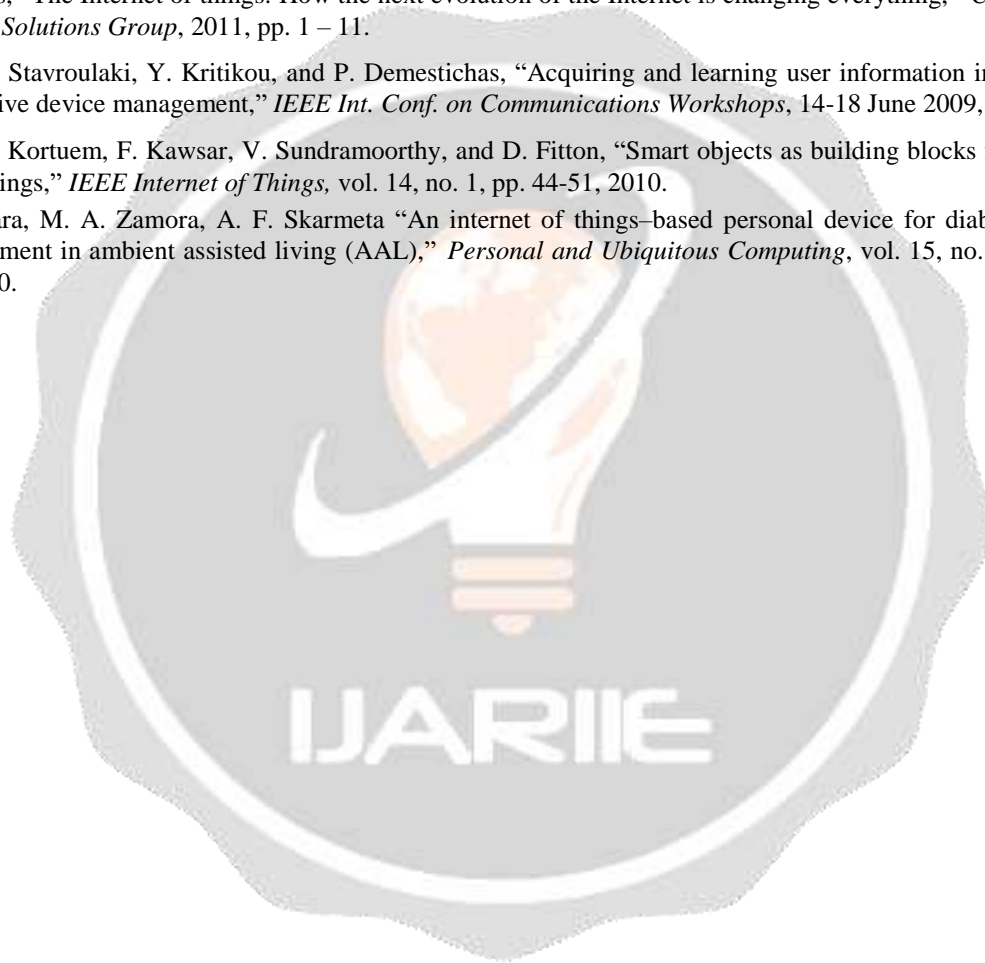 The Internet of things: How the next evolution of the Internet is changing everything,"
Solutions Group, 2011, pp. 1 – 11.
Stavroulaki, Y. Kritikou, and P. Demestichas, “Acquiring and learning user information
ive device management,” IEEE Int. Conf. on Communications Workshops, 14-18 June 2009,
Kortuem, F. Kawsar, V. Sundramoorthy, and D. Fitton, “Smart objects as building blocks
ings,” IEEE Internet of Things, vol. 14, no. 1, pp. 44-51, 2010.
ara, M. A. Zamora, A. F. Skarmeta “An internet of things–based personal device for diab
ment in ambient assisted living (AAL),” Personal and Ubiquitous Computing, vol. 15, no.
0.
IJARIIE